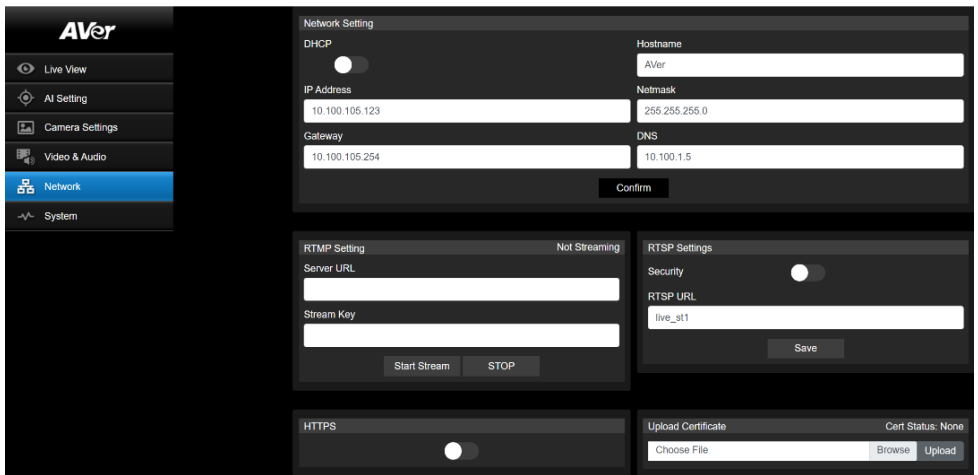 AVer
Live View
AI Setting
Camera Settings
Video & Audio
Network
System
Network Setting
DHCP
Hostname
AVer
IP Address
Netmask
10.100.105.123
255.255.255.0
Gateway
DNS
10.100.105.254
10.100.1.5
Confirm
RTMP Setting
Not Streaming
Server URL
Stream Key
Start Stream
STOP
RTSP Settings
Security
RTSP URL
live_st1
Save
HTTPS
Upload Certificate
Cert Status: None
Choose File
Browse
Upload